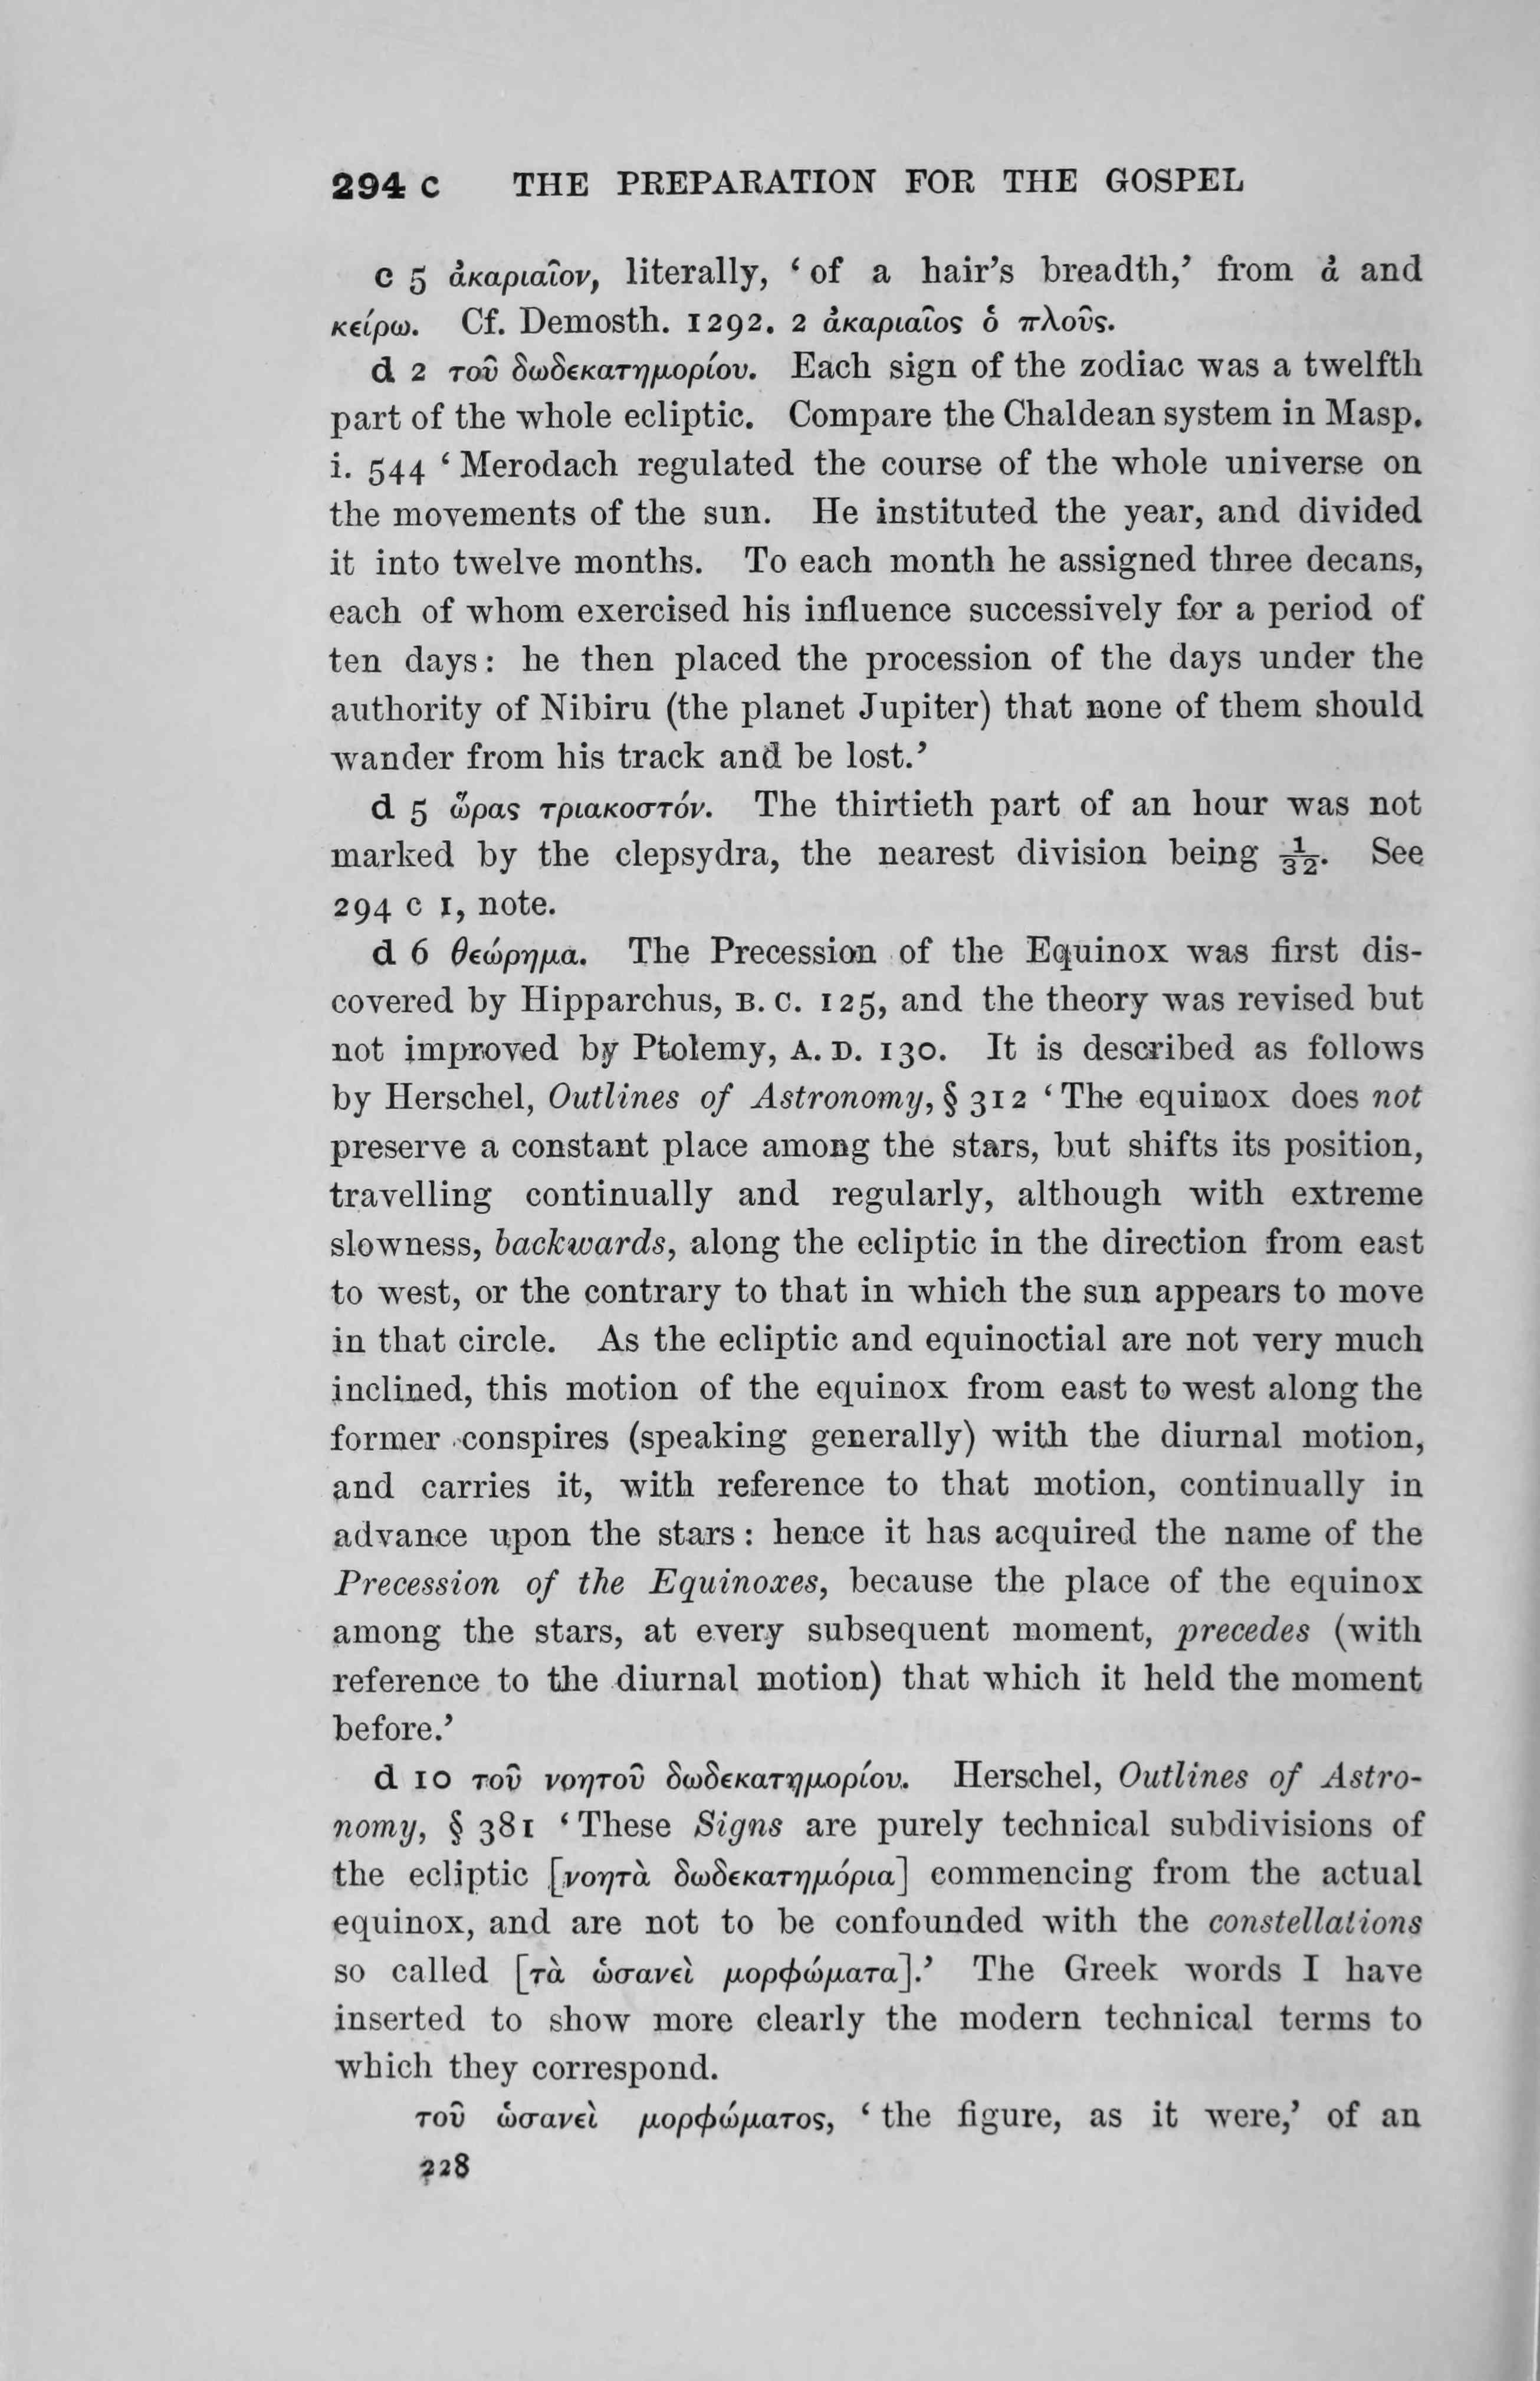 294 C THE PREPARATION FOR THE GOSPEL
c 5 ἀκαριαῖον, literally, ‘of a hair’s breadth,’ from ἀ and
κείρω. Cf. Demosth. 1292. 2 ἀκαριαῖος ὁ πλοῦς.
d 2 τοῦ δωδεκατημορίου. Each sign of the zodiac was a twelfth
part of the whole ecliptic. Compare the Chaldean system in Masp.
i. 544 ‘Merodach regulated the course of the whole universe on
the movements of the sun. He instituted the year, and divided
it into twelve months. To each month he assigned three decans,
each of whom exercised his influence successively for a period of
ten days: he then placed the procession of the days under the
authority of Nibiru (the planet Jupiter) that none of them should
wander from his track and be lost.’
d 5 ὥρας τριακοστόν. The thirtieth part of an hour was not
marked by the clepsydra, the nearest division being 1/32. See
294 c 1, note.
d 6 θεώρημα. The Precession of the Equinox was first dis-
covered by Hipparchus, B. C. 125, and the theory was revised but
not improved by Ptolemy, A. D. 130. It is described as follows
by Herschel, Outlines of Astronomy, § 312 ‘The equinox does not
preserve a constant place among the stars, but shifts its position,
travelling continually and regularly, although with extreme
slowness, backwards, along the ecliptic in the direction from east
to west, or the contrary to that in which the sun appears to move
in that circle. As the ecliptic and equinoctial are not very much
inclined, this motion of the equinox from east to west along the
former conspires (speaking generally) with the diurnal motion,
and carries it, with reference to that motion, continually in
advance upon the stars: hence it has acquired the name of the
Precession of the Equinoxes, because the place of the equinox
among the stars, at every subsequent moment, precedes (with
reference to the diurnal motion) that which it held the moment
before.’
d 10 τοῦ νοητοῦ δωδεκατημορίου. Herschel, Outlines of Astro-
nomy, § 381 ‘These Signs are purely technical subdivisions of
the ecliptic [νοητὰ δωδεκατημόρια] commencing from the actual
equinox, and are not to be confounded with the constellations
so called [τὰ ὡσανεὶ μορφώματα].’ The Greek words I have
inserted to show more clearly the modern technical terms to
which they correspond.
τοῦ ὡσανεὶ μορφώματος, ‘the figure, as it were,’ of an
228